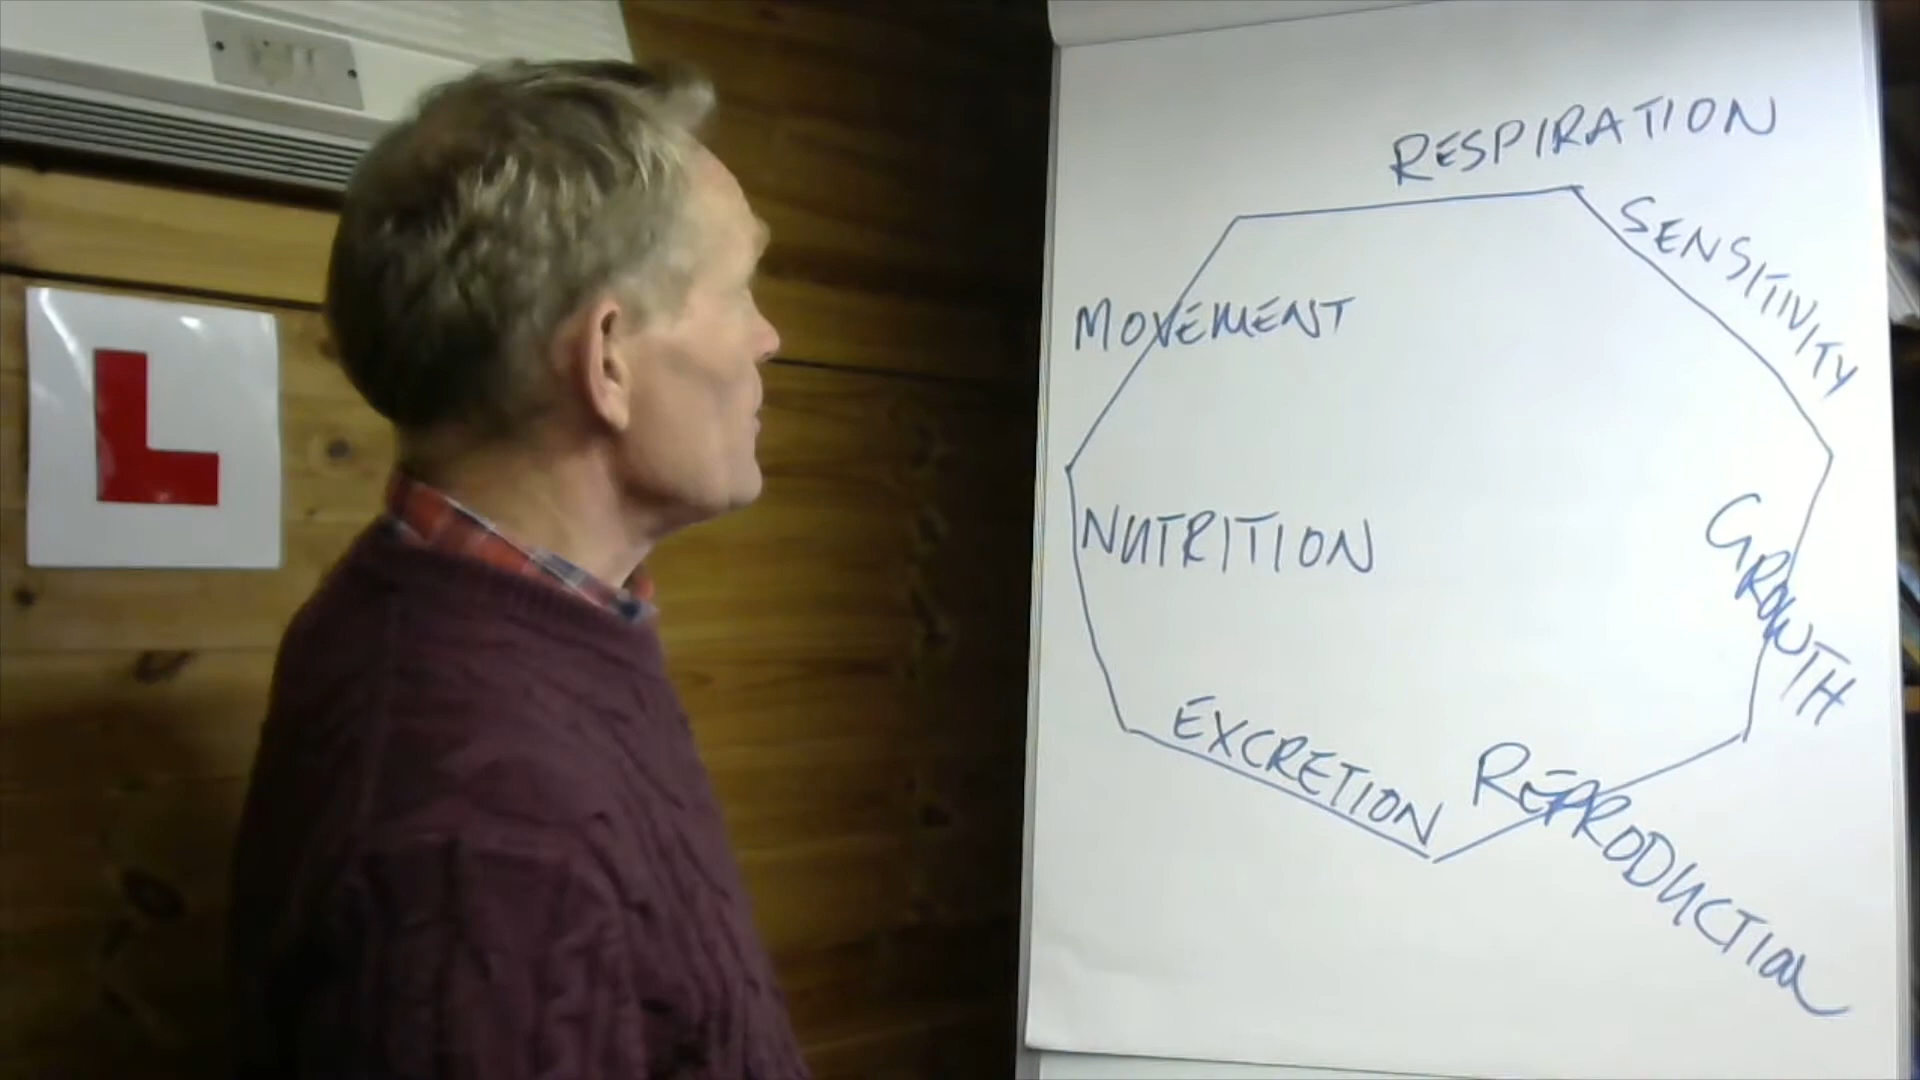 L
RESPIRATION
SENSITIVITY
MOVEMENT
GROWTH
NUTRITION
EXCRETION
REPRODUCTION